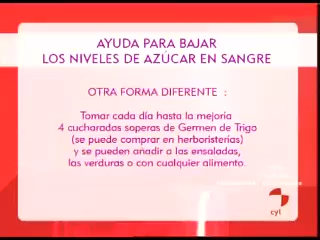 AYUDA PARA BAJAR
LOS NIVELES DE AZÚCAR EN SANGRE
OTRA FORMA DIFERENTE :
Tomar cada día hasta la mejoría
4 cucharadas soperas de Germen de Trigo
(se puede comprar en herboristerías)
y se pueden añadir a las ensaladas,
las verduras o con cualquier alimento.
cyl